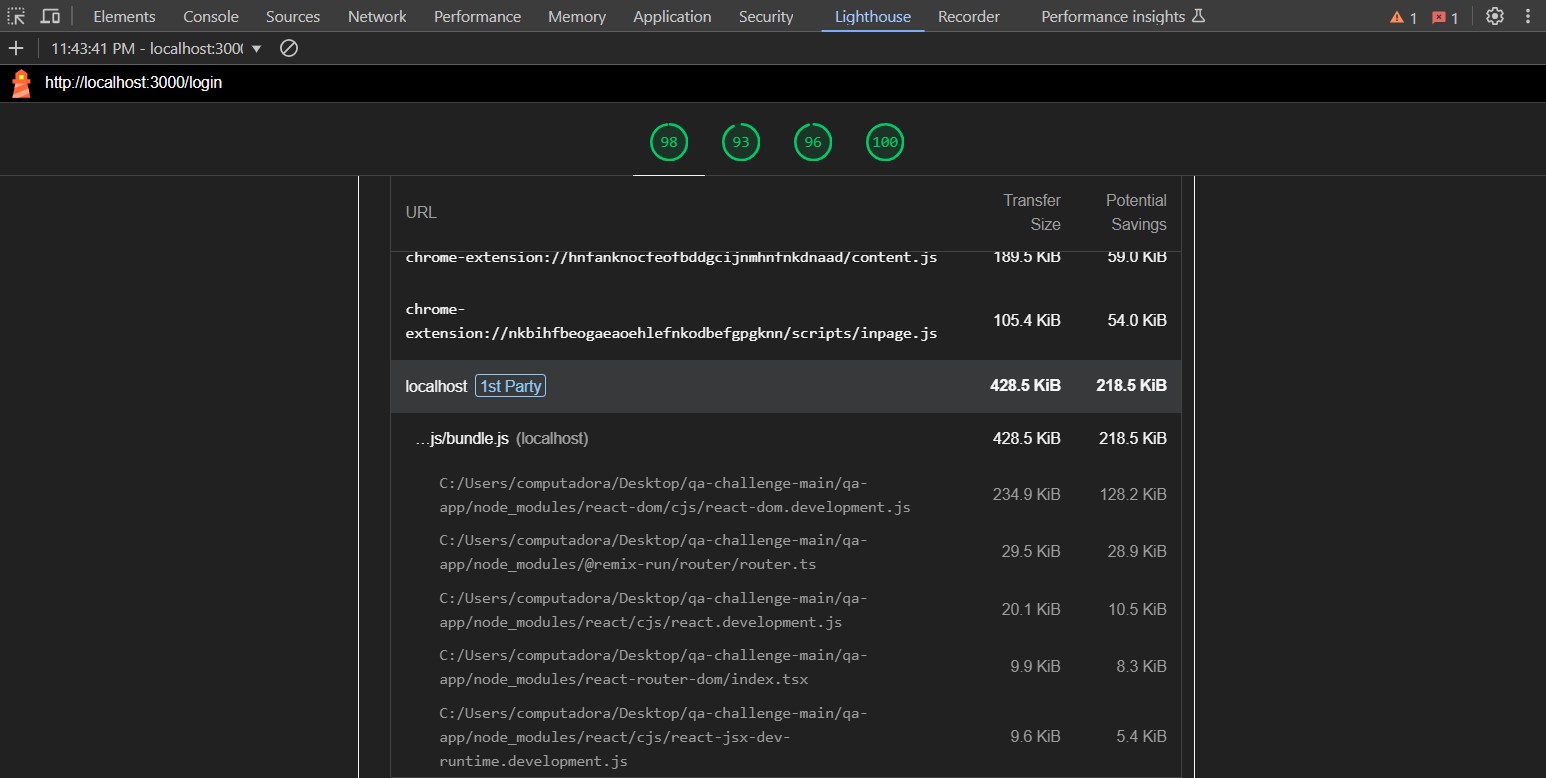 Elements Console Sources Network Performance Memory Application Security Lighthouse Recorder Performance insights 1 1
11:43:41 PM - localhost:3000
http://localhost:3000/login
98 93 96 100
URL Transfer Size Potential Savings
chrome-extension://hnfanknocfeofbddgcijnmhnfnkdnaad/content.js 189.5 KiB 59.0 KiB
chrome-
extension://nkbihfbeogaeaoehlefnkodbefgpgknn/scripts/inpage.js 105.4 KiB 54.0 KiB
localhost 1st Party 428.5 KiB 218.5 KiB
…js/bundle.js (localhost) 428.5 KiB 218.5 KiB
C:/Users/computadora/Desktop/qa-challenge-main/qa-
app/node_modules/react-dom/cjs/react-dom.development.js 234.9 KiB 128.2 KiB
C:/Users/computadora/Desktop/qa-challenge-main/qa-
app/node_modules/@remix-run/router/router.ts 29.5 KiB 28.9 KiB
C:/Users/computadora/Desktop/qa-challenge-main/qa-
app/node_modules/react/cjs/react.development.js 20.1 KiB 10.5 KiB
C:/Users/computadora/Desktop/qa-challenge-main/qa-
app/node_modules/react-router-dom/index.tsx 9.9 KiB 8.3 KiB
C:/Users/computadora/Desktop/qa-challenge-main/qa-
app/node_modules/react/cjs/react-jsx-dev-
runtime.development.js 9.6 KiB 5.4 KiB